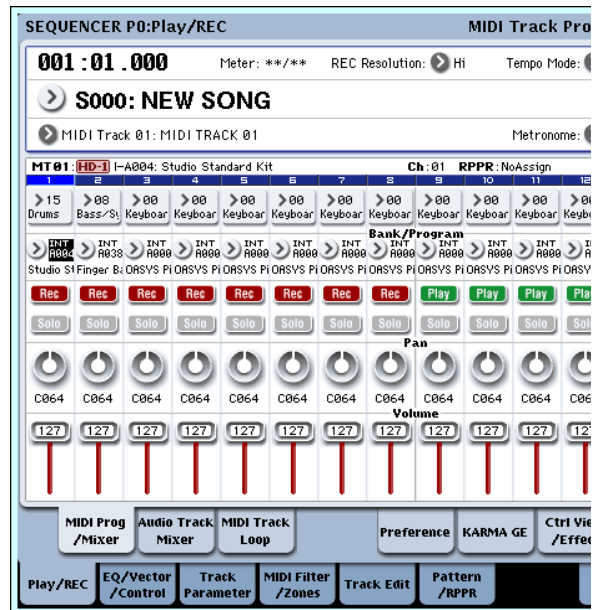 SEQUENCER P0:Play/REC MIDI Track Pro
001:01.000 Meter: **/** REC Resolution: Hi Tempo Mode:
S000: NEW SONG
MIDI Track 01: MIDI TRACK 01 Metronome:
MT01: HD-1 I-A004: Studio Standard Kit Ch:01 RPPR:NoAssign
1 2 3 4 5 6 7 8 9 10 11 12
15 08 00 00 00 00 00 00 00 00 00 00
Drums Bass/Sy Keyboar Keyboar Keyboar Keyboar Keyboar Keyboar Keyboar Keyboar Keyboar Keybo
Bank/Program
INT INT INT INT INT INT INT INT INT INT INT INT
A004 A038 A000 A000 A000 A000 A000 A000 A000 A000 A000 A00
Studio St Finger Ba OASYS Pi OASYS Pi OASYS Pi OASYS Pi OASYS Pi OASYS Pi OASYS Pi OASYS Pi OASYS Pi OASYS
Rec Rec Rec Rec Rec Rec Rec Rec Play Play Play Pla
Solo Solo Solo Solo Solo Solo Solo Solo Solo Solo Solo Solo
Pan
C064 C064 C064 C064 C064 C064 C064 C064 C064 C064 C064 C06
Volume
127 127 127 127 127 127 127 127 127 127 127 127
MIDI Prog /Mixer
Audio Track Mixer
MIDI Track Loop
Preference
KARMA GE
Ctrl Vie /Effec
Play/REC
EQ/Vector /Control
Track Parameter
MIDI Filter /Zones
Track Edit
Pattern /RPPR